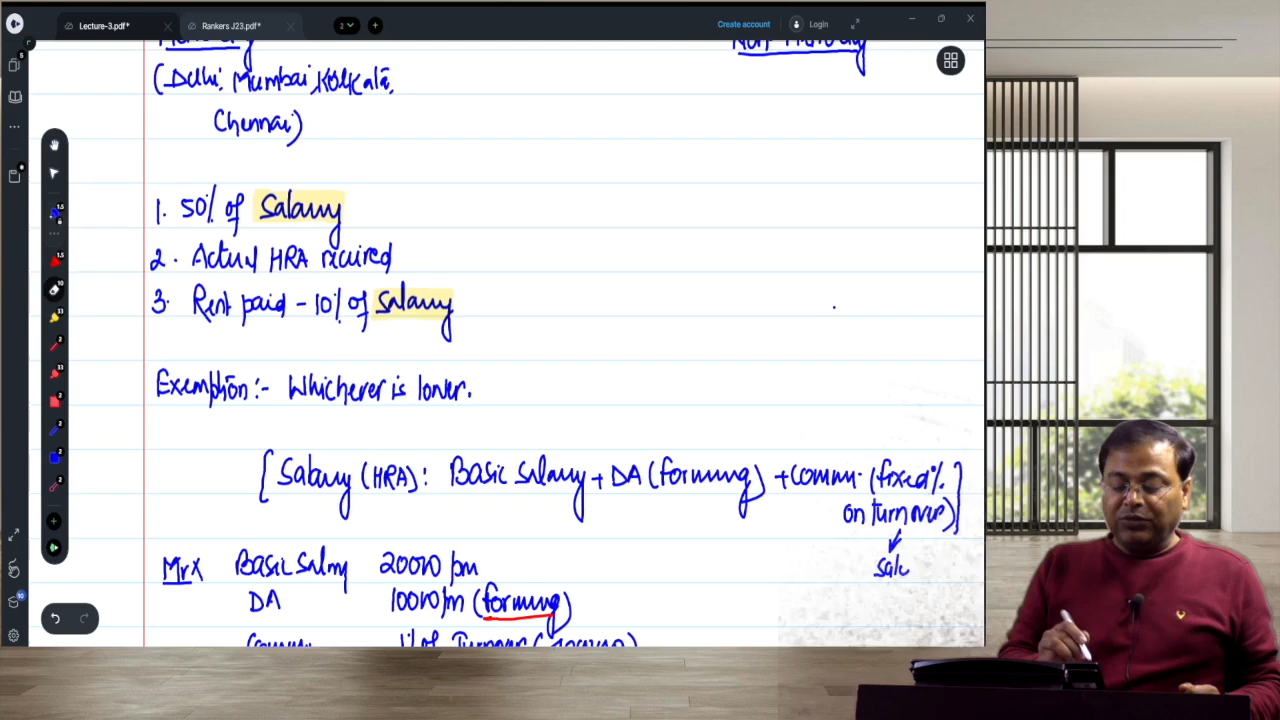 Lecture-3.pdf*
Rankers J23.pdf*
2
Create account
Login
(Delhi, Mumbai, Kolkata,
Chennai)
1. 50% of Salary
2. Actual HRA recieved
3. Rent paid - 10% of Salary
Exemption :- Whichever is lower.
[Salary (HRA): Basic Salary + DA (forming) + Comm. (fixed%
on turnover)]
sale
Mr X Basic Salary 20000/pm
DA 10000/pm (forming)